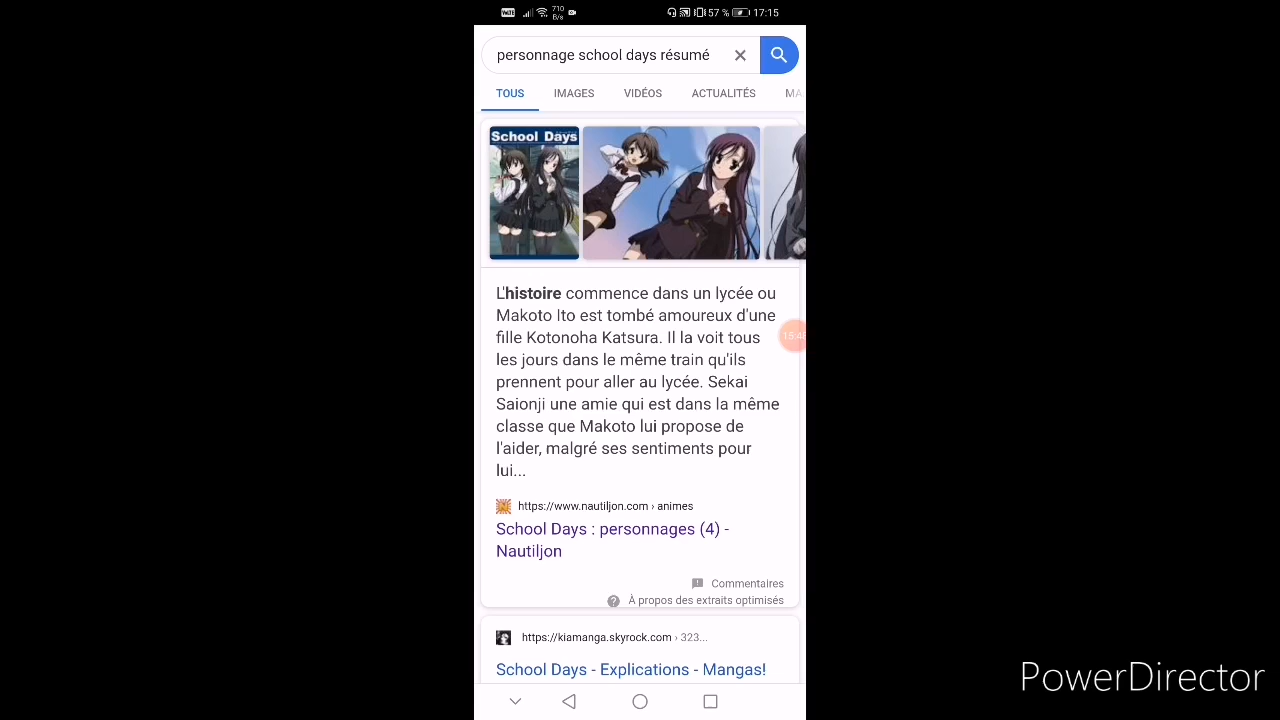 VoLTE 710 B/s 57 % 17:15
personnage school days résumé
TOUS IMAGES VIDÉOS ACTUALITÉS MA
School Days
L'histoire commence dans un lycée ou
Makoto Ito est tombé amoureux d'une
fille Kotonoha Katsura. Il la voit tous
les jours dans le même train qu'ils
prennent pour aller au lycée. Sekai
Saionji une amie qui est dans la même
classe que Makoto lui propose de
l'aider, malgré ses sentiments pour
lui...
https://www.nautiljon.com › animes
School Days : personnages (4) -
Nautiljon
Commentaires
À propos des extraits optimisés
https://kiamanga.skyrock.com › 323...
School Days - Explications - Mangas!
PowerDirector